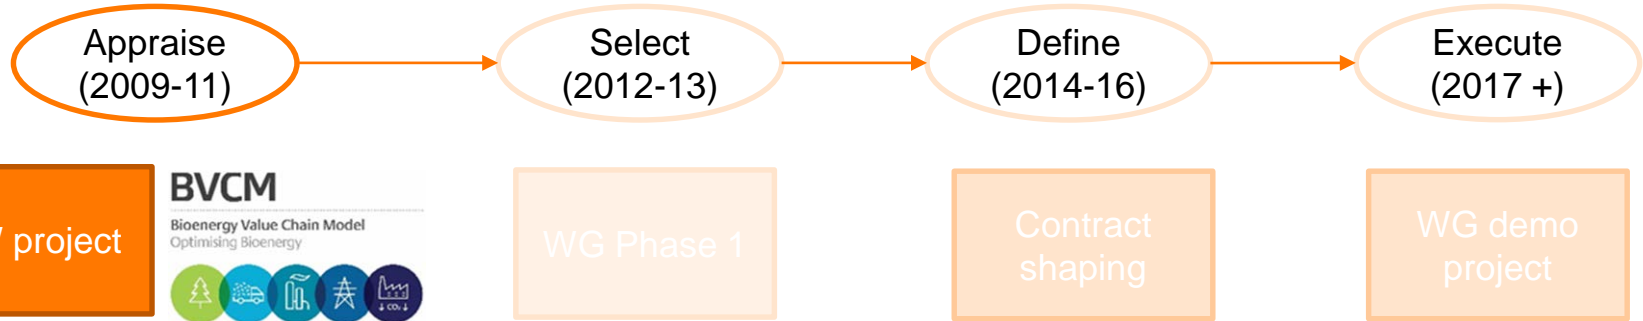 Appraise
(2009-11)
Select
(2012-13)
Define
(2014-16)
Execute
(2017 +)
project
BVCM
Bioenergy Value Chain Model
Optimising Bioenergy
↓ CO₂ ↓
WG Phase 1
Contract
shaping
WG demo
project